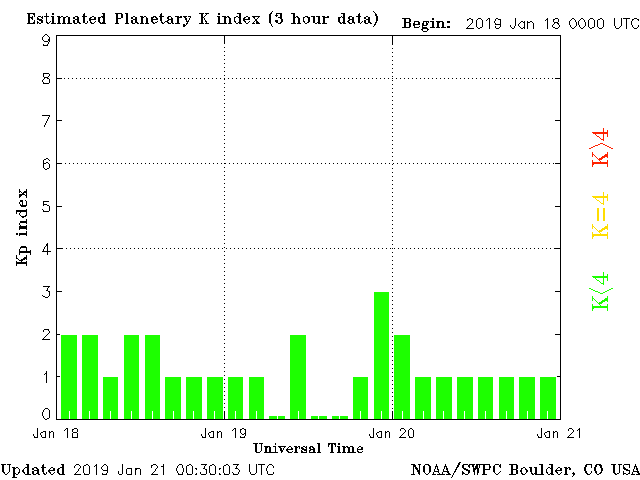 Estimated Planetary K index (3 hour data) Begin: 2019 Jan 18 0000 UTC
9
8
7
6
5
4
3
2
1
0
Kp index
K>4
K=4
K<4
Jan 18 Jan 19 Jan 20 Jan 21
Universal Time
Updated 2019 Jan 21 00:30:03 UTC NOAA/SWPC Boulder, CO USA